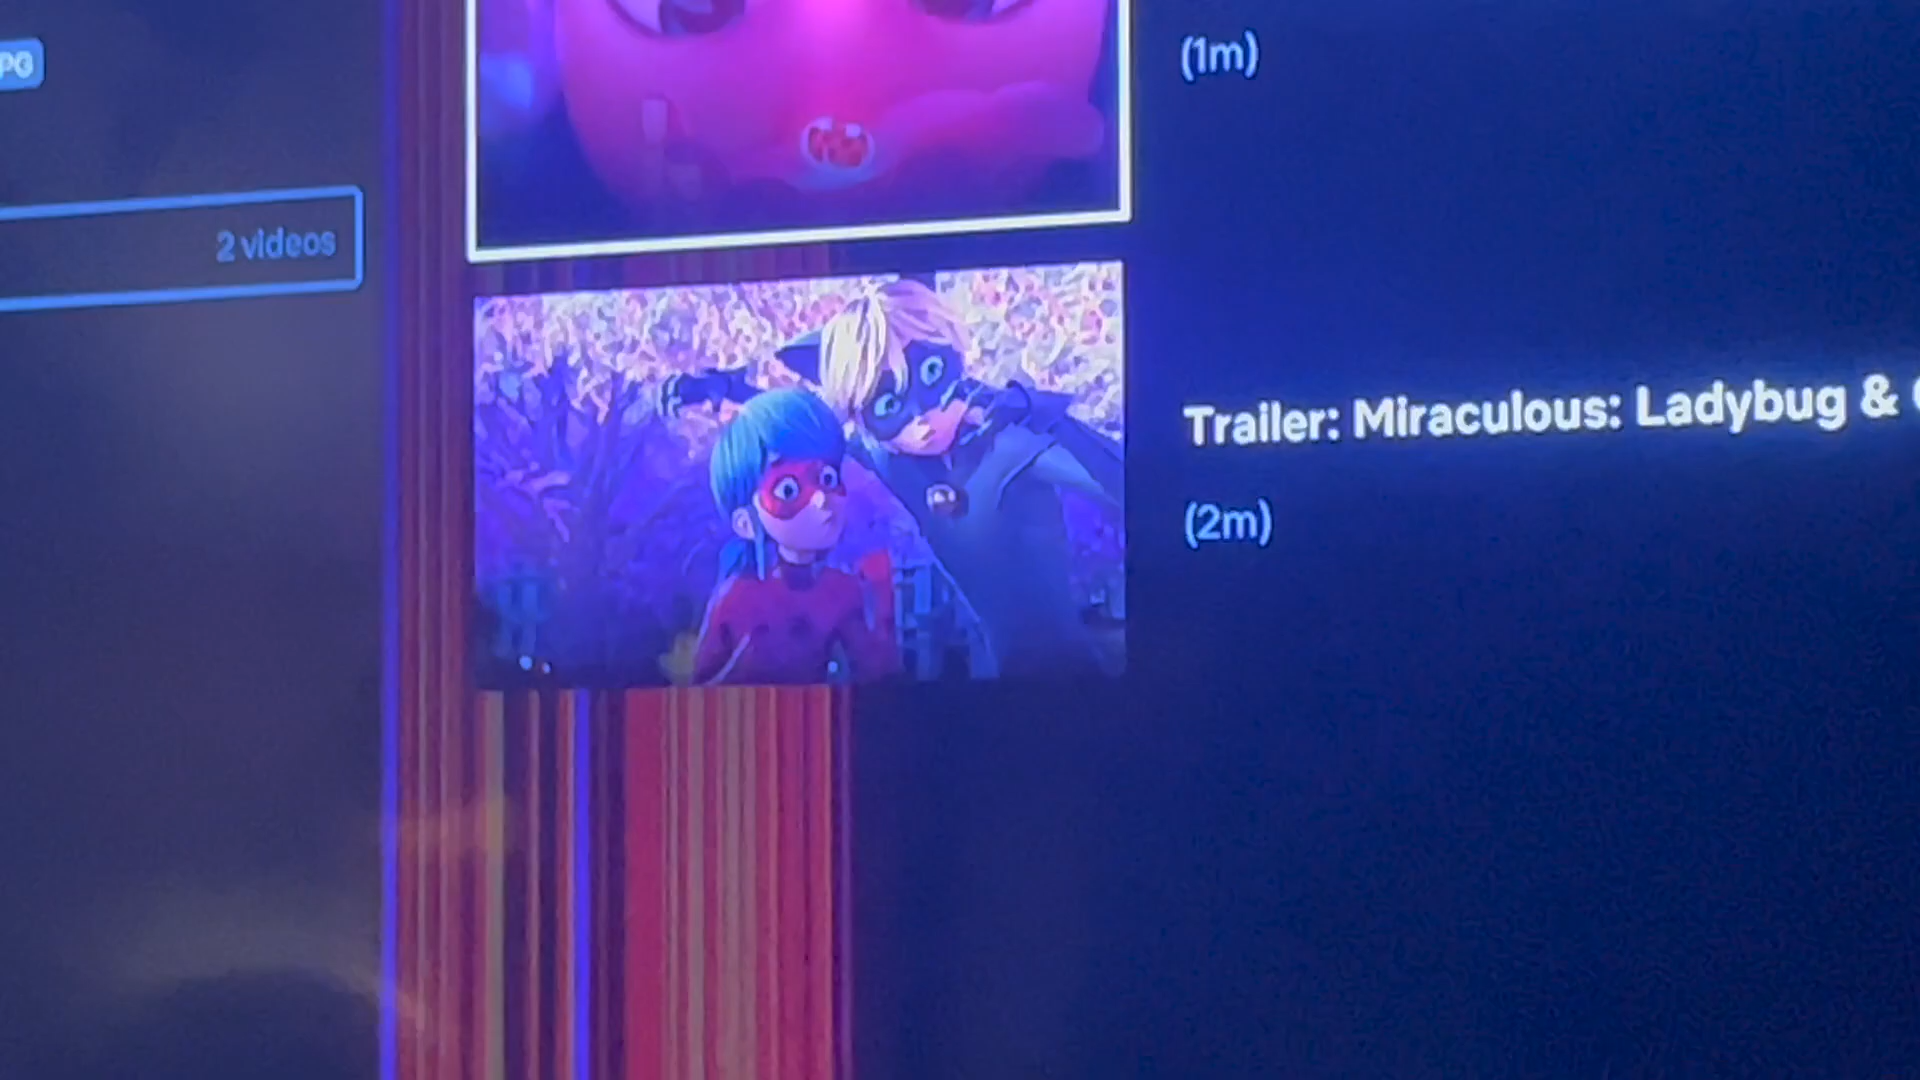 PG
(1m)
2 videos
Trailer: Miraculous: Ladybug &
(2m)